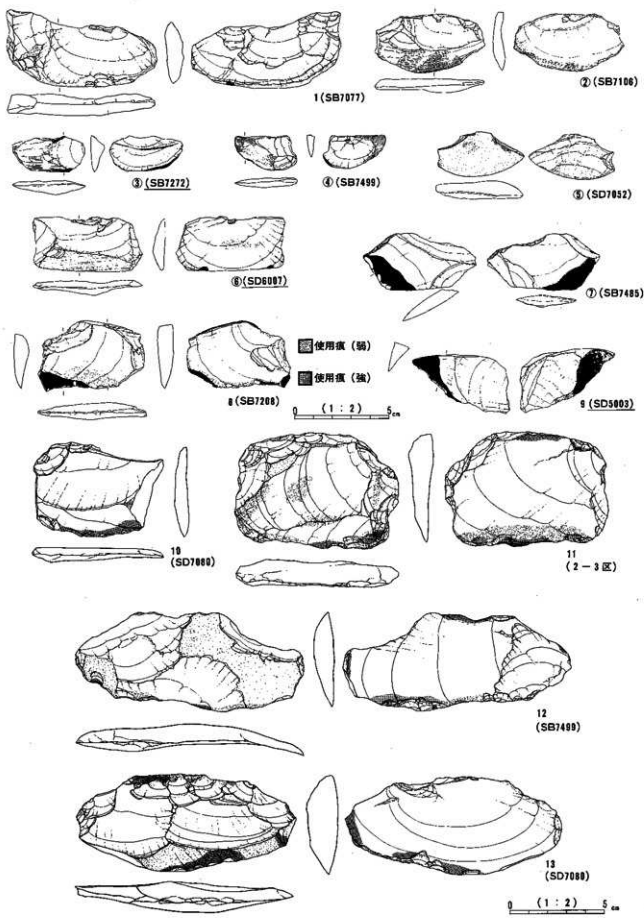 1 (SB7077)
② (SB7106)
③ (SB7272)
④ (SB7499)
⑤ (SD7052)
⑥ (SD6007)
⑦ (SB7485)
8 (SB7208)
使用痕 (弱)
使用痕 (強)
0 (1:2) 5cm
9 (SD5003)
10
(SD7080)
11
(2-3区)
12
(SB7499)
13
(SD7080)
0 (1:2) 5cm